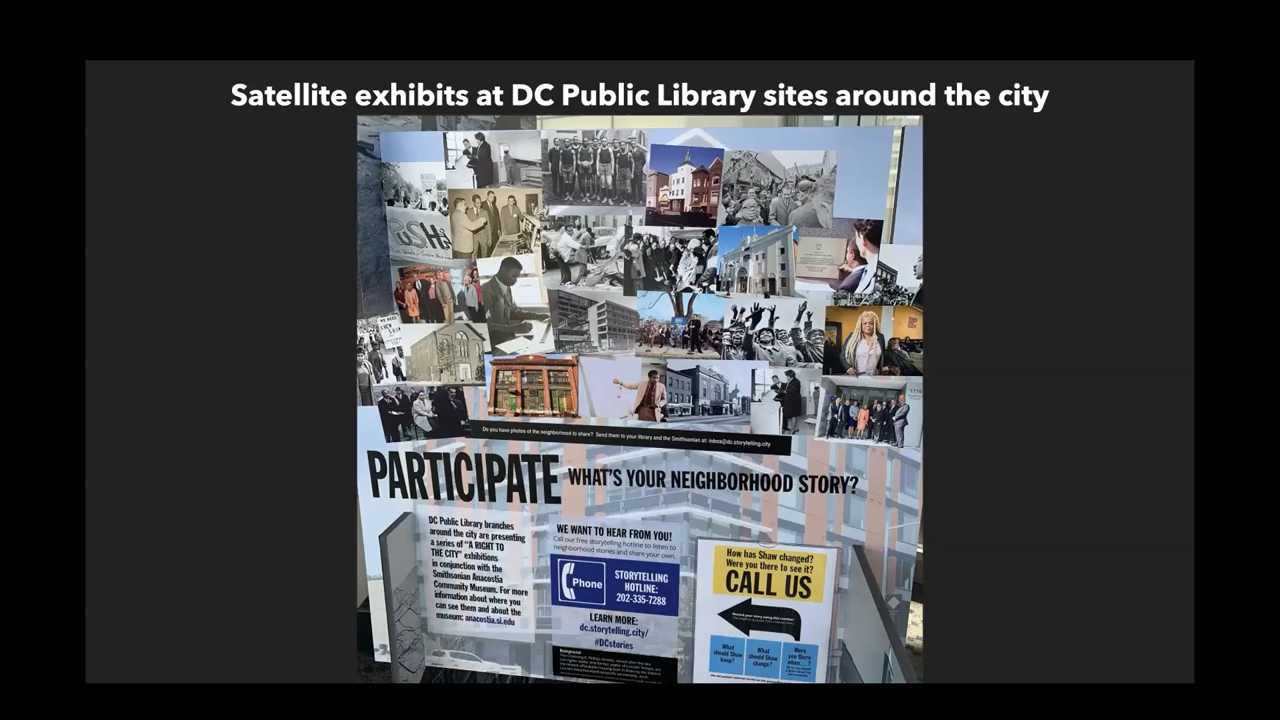 Satellite exhibits at DC Public Library sites around the city
Do you have photos of the neighborhood to share? Send them to your library and the Smithsonian at: inbox@dc.storytelling.city
PARTICIPATE WHAT'S YOUR NEIGHBORHOOD STORY?
DC Public Library branches
around the city are presenting
a series of "A RIGHT TO
THE CITY" exhibitions
in conjunction with the
Smithsonian Anacostia
Community Museum. For more
information about where you
can see them and about the
museum: anacostia.si.edu
WE WANT TO HEAR FROM YOU!
Call our free storytelling hotline to listen to
neighborhood stories and share your own.
Phone
STORYTELLING
HOTLINE:
202-335-7288
LEARN MORE:
dc.storytelling.city/
#DCstories
Background
How has Shaw changed?
Were you there to see it?
CALL US
What
should Shaw
keep?
What
should Shaw
change?
Were
you there
when. . .?